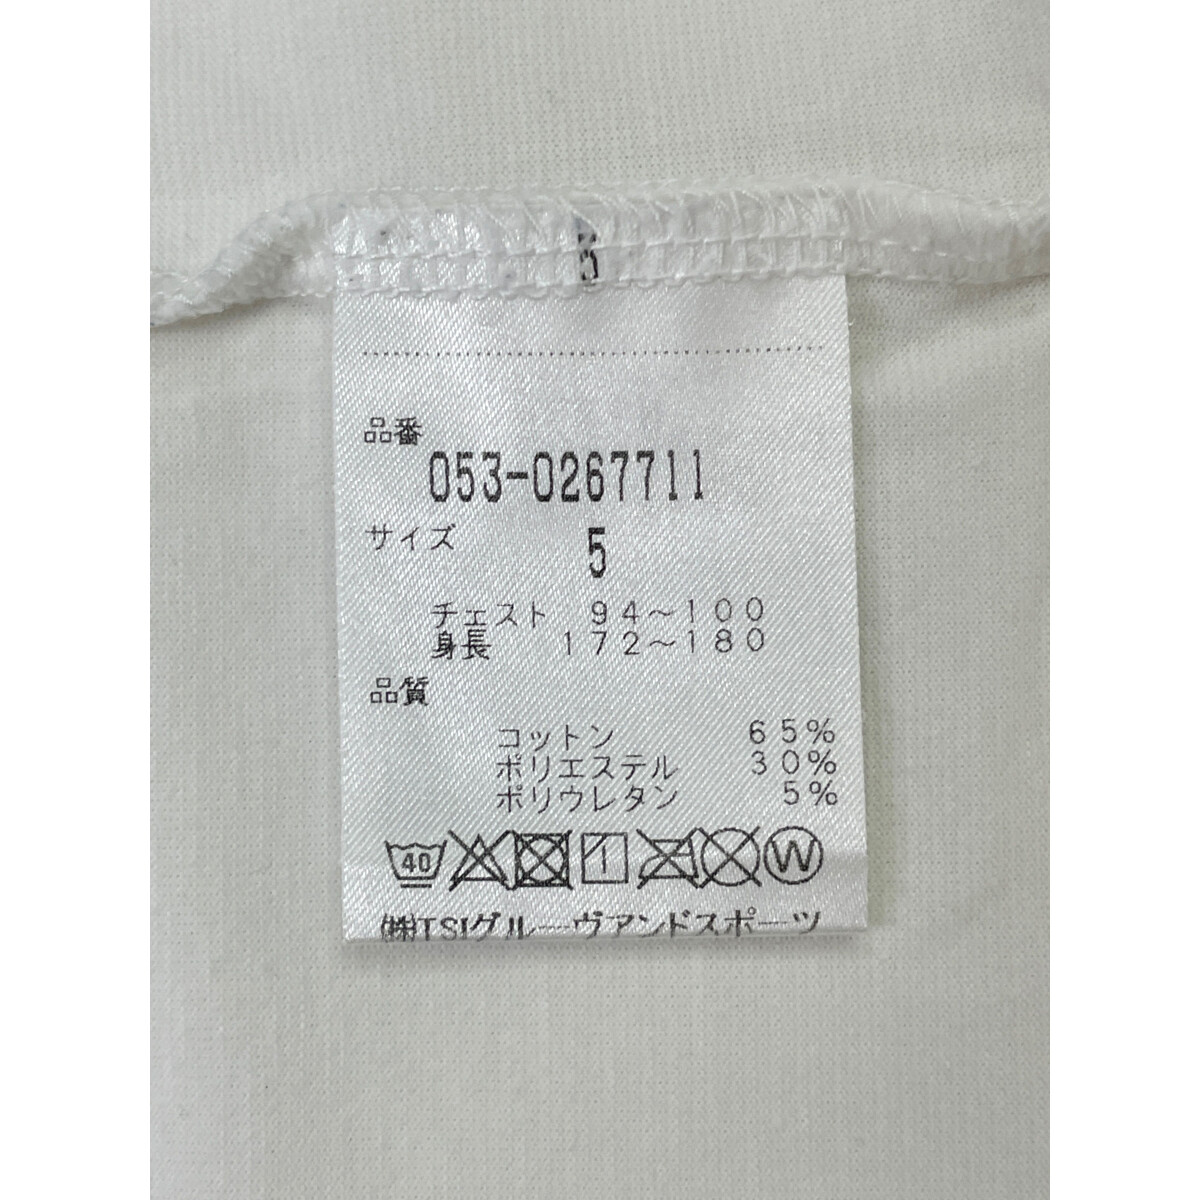 5
品番
053-0267711
サイズ 5
チェスト 94~100
身長 172~180
品質
コットン 65%
ポリエステル 30%
ポリウレタン 5%
40 W
(株)TSIグルーヴアンドスポーツ